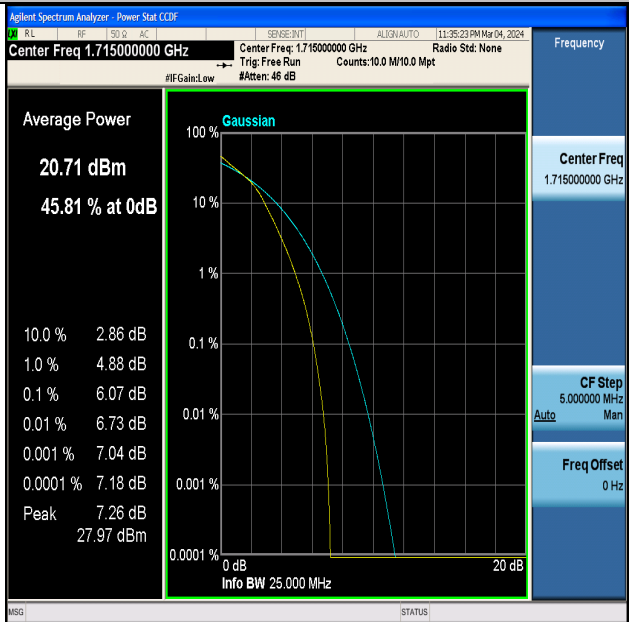 Agilent Spectrum Analyzer - Power Stat CCDF
LXI RL RF 50 Ω AC SENSE:INT ALIGNAUTO 11:35:23 PM Mar 04, 2024
Center Freq 1.715000000 GHz
Center Freq: 1.715000000 GHz Radio Std: None
Trig: Free Run Counts:10.0 M/10.0 Mpt
#IFGain:Low #Atten: 46 dB
Frequency
Average Power
20.71 dBm
45.81 % at 0dB
10.0 % 2.86 dB
1.0 % 4.88 dB
0.1 % 6.07 dB
0.01 % 6.73 dB
0.001 % 7.04 dB
0.0001 % 7.18 dB
Peak 7.26 dB
27.97 dBm
Gaussian
100 %
10 %
1 %
0.1 %
0.01 %
0.001 %
0.0001 %
0 dB 20 dB
Info BW 25.000 MHz
Center Freq
1.715000000 GHz
CF Step
5.000000 MHz
Auto Man
Freq Offset
0 Hz
MSG STATUS